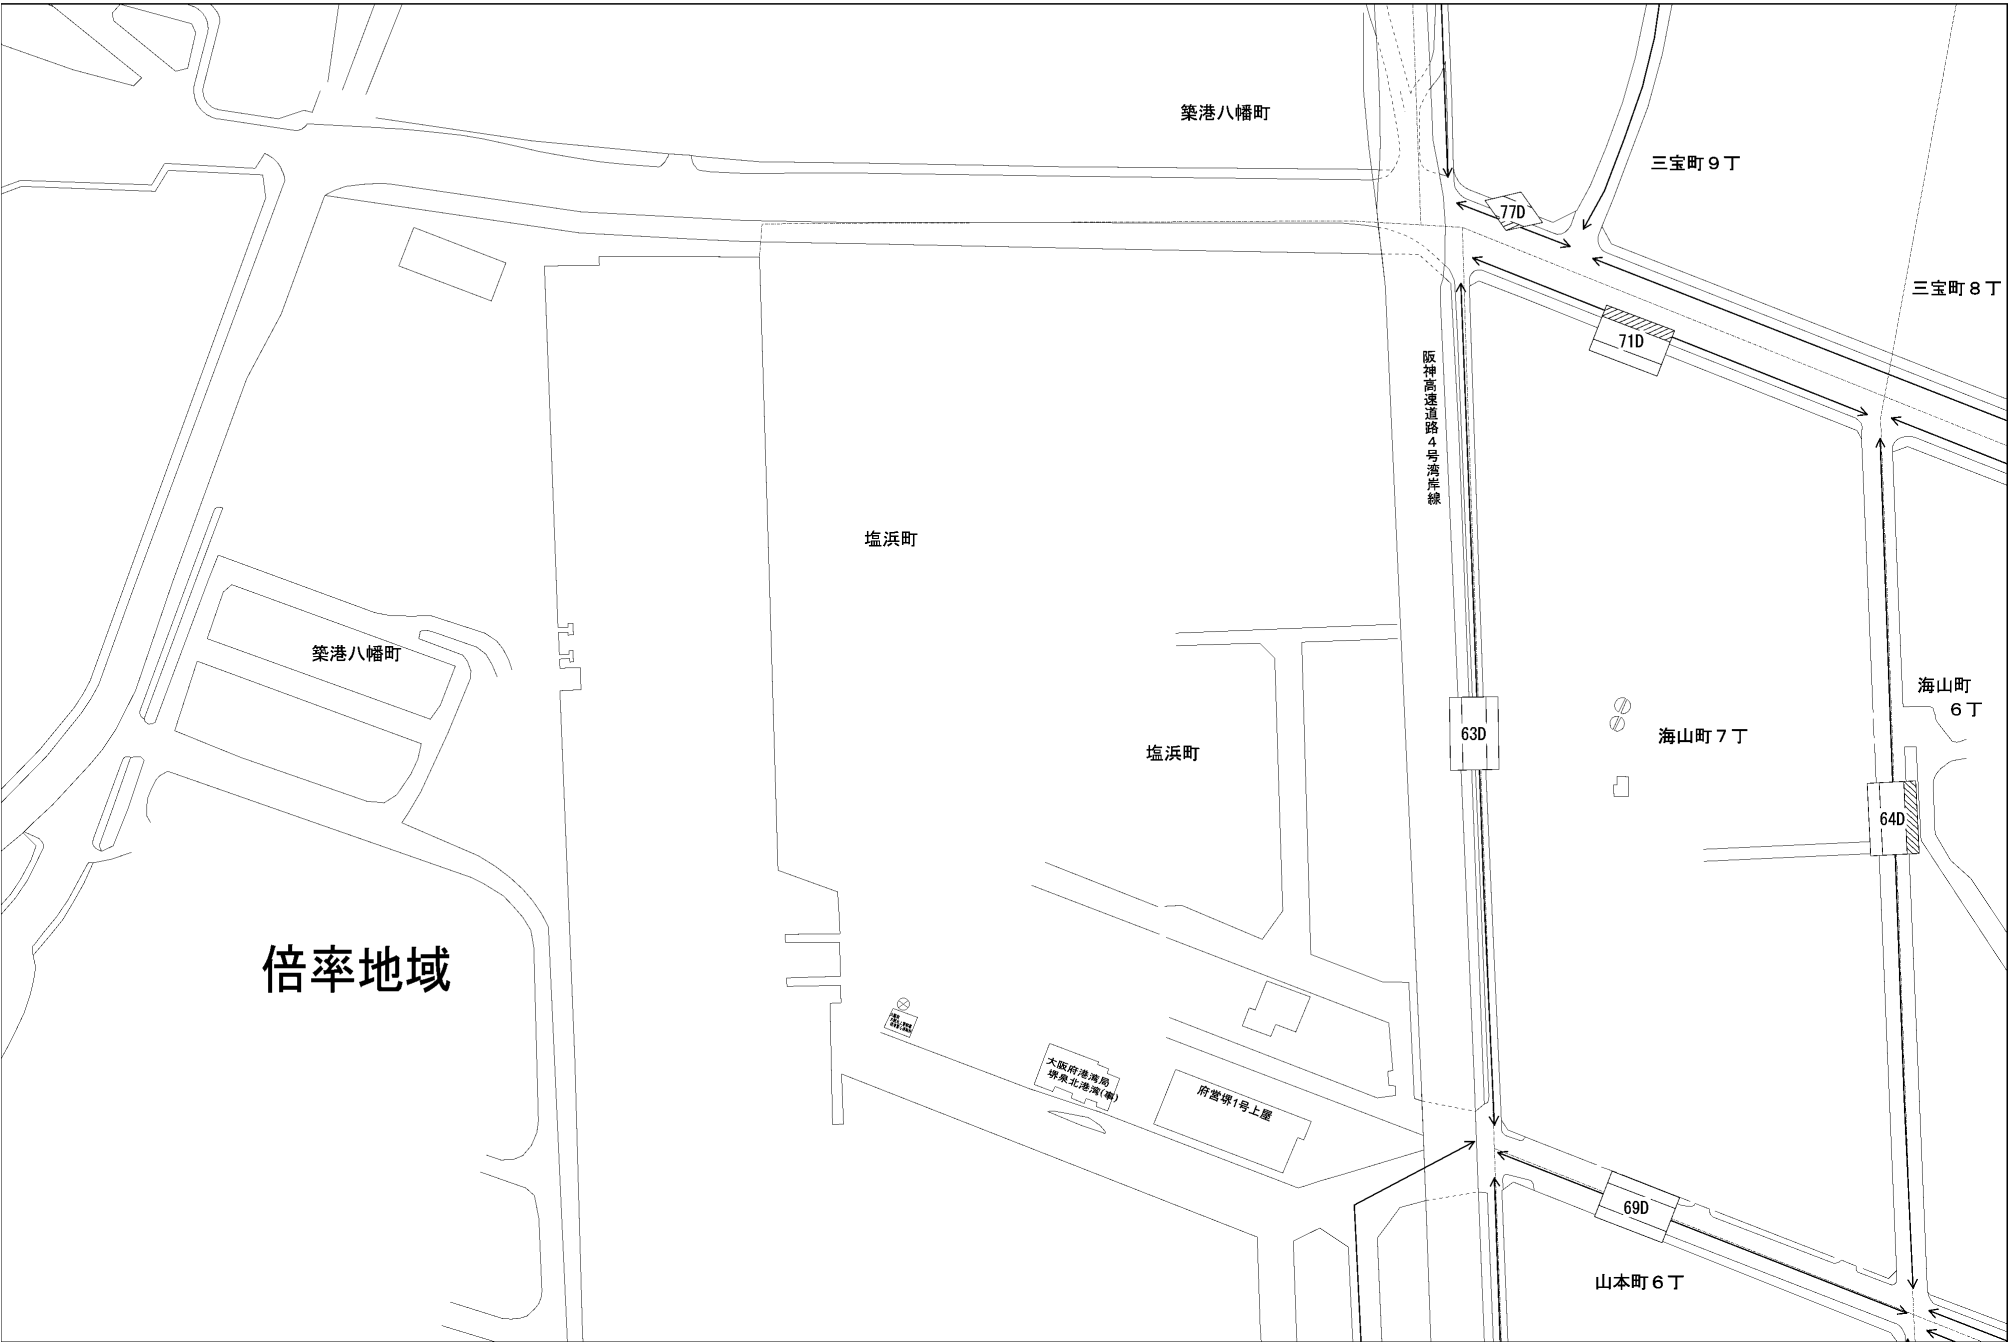 築港八幡町
三宝町９丁
77D
三宝町８丁
71D
阪神高速道路４号湾岸線
塩浜町
築港八幡町
海山町
６丁
63D
海山町７丁
塩浜町
64D
倍率地域
大阪府港湾局
堺泉北港湾(事)
府営堺1号上屋
69D
山本町６丁